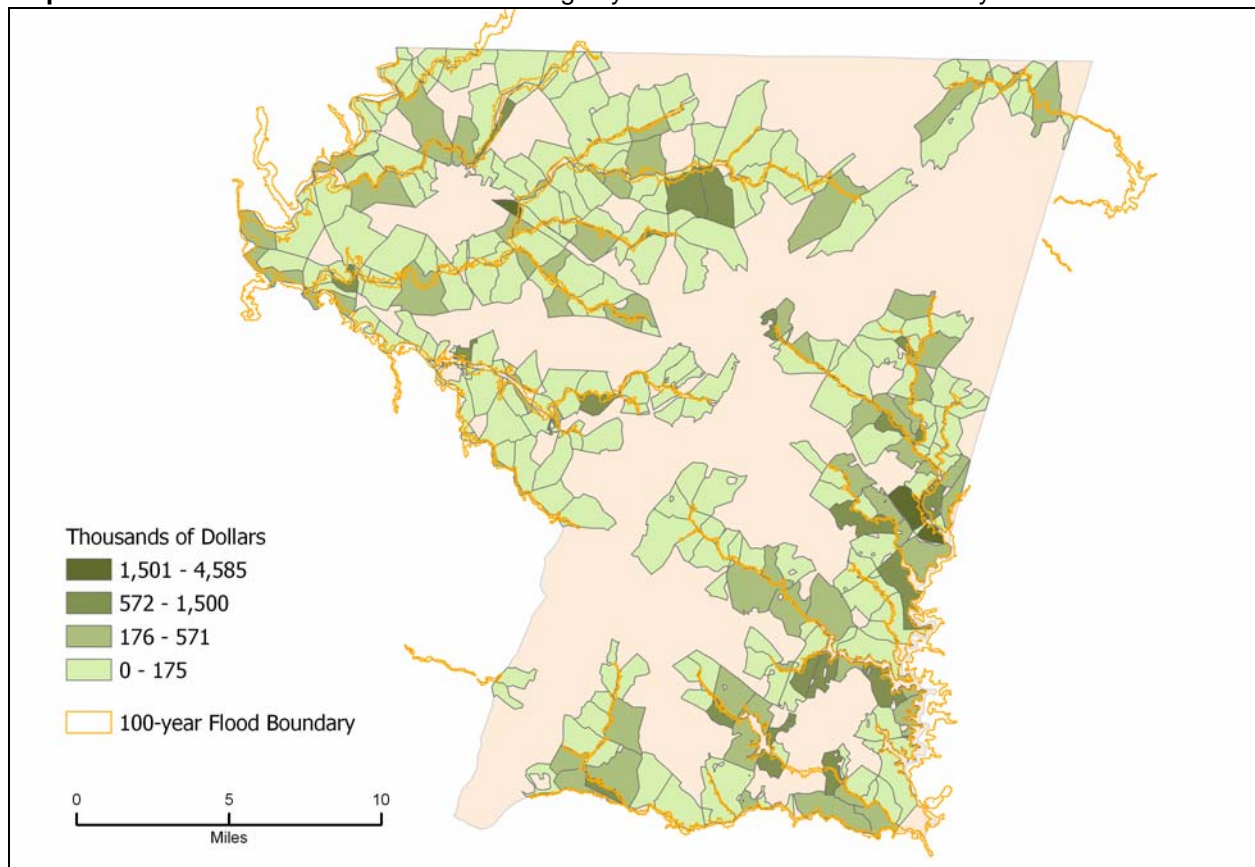 Thousands of Dollars
1,501 - 4,585
572 - 1,500
176 - 571
0 - 175
100-year Flood Boundary
0 5 10
Miles